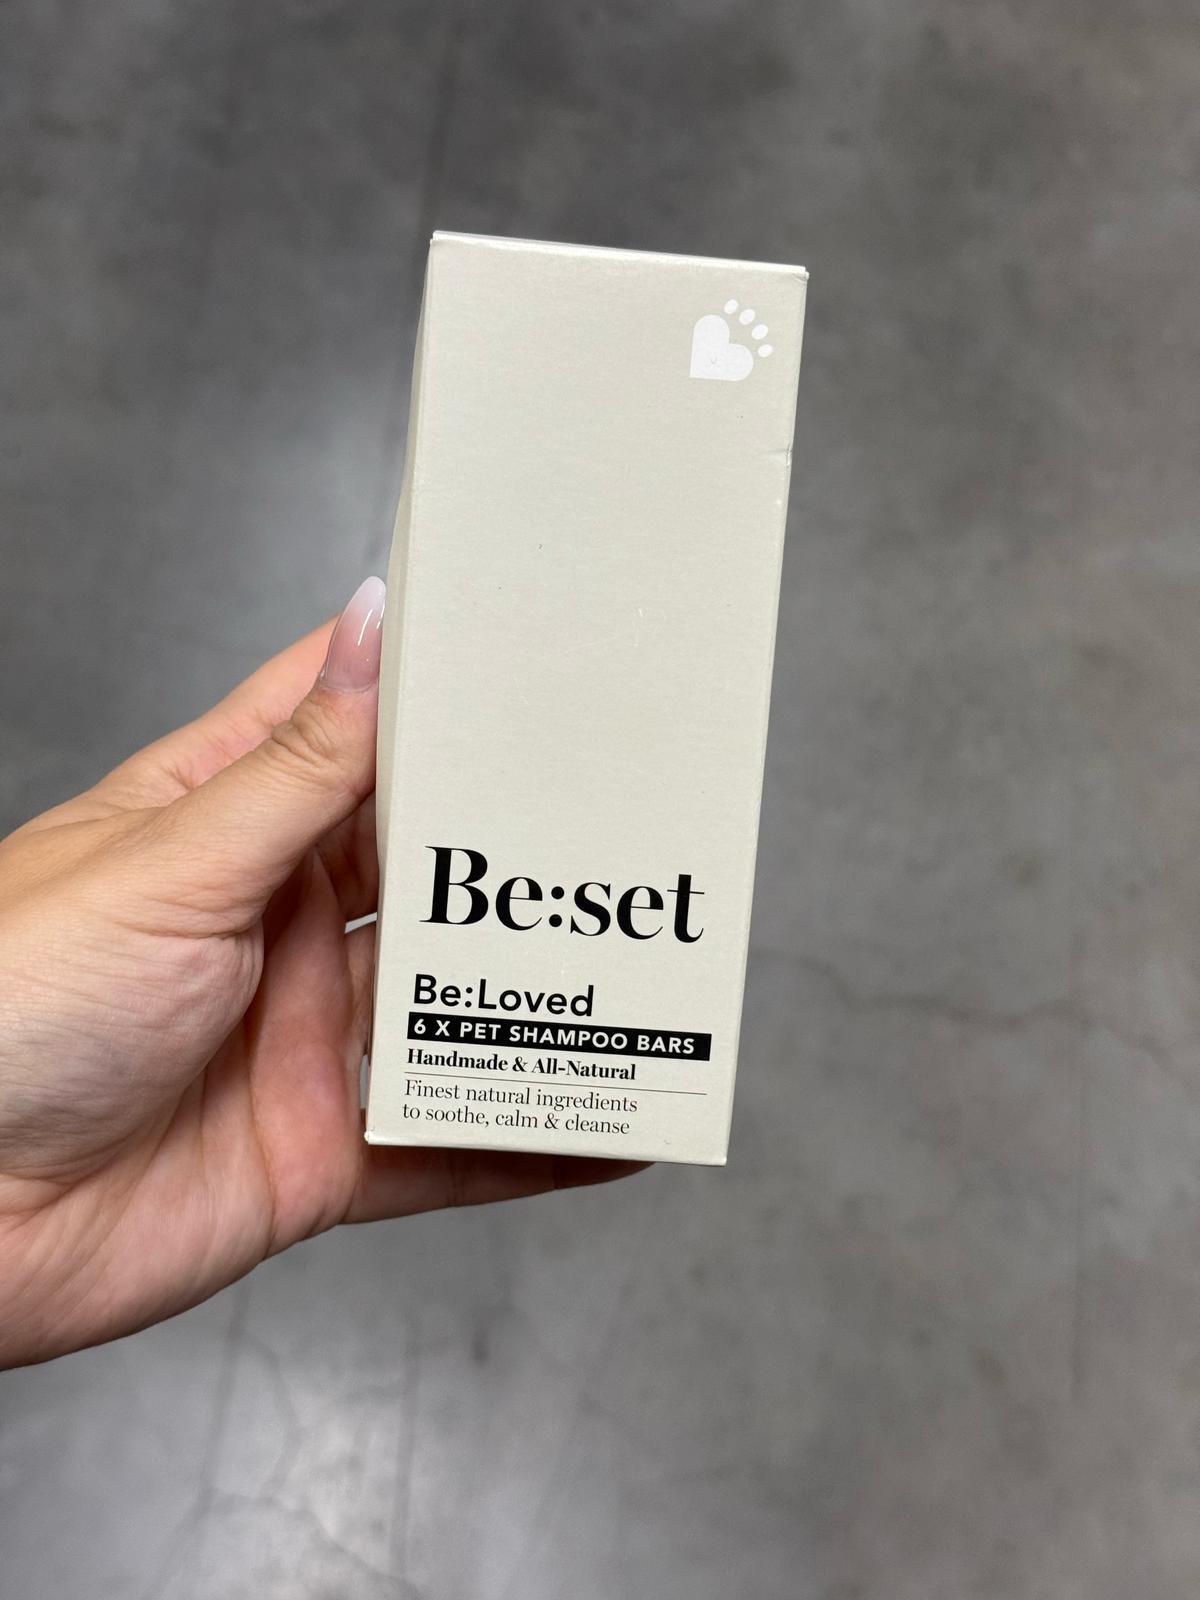 Be:set
Be:Loved
6 X PET SHAMPOO BARS
Handmade & All-Natural
Finest natural ingredients
to soothe, calm & cleanse